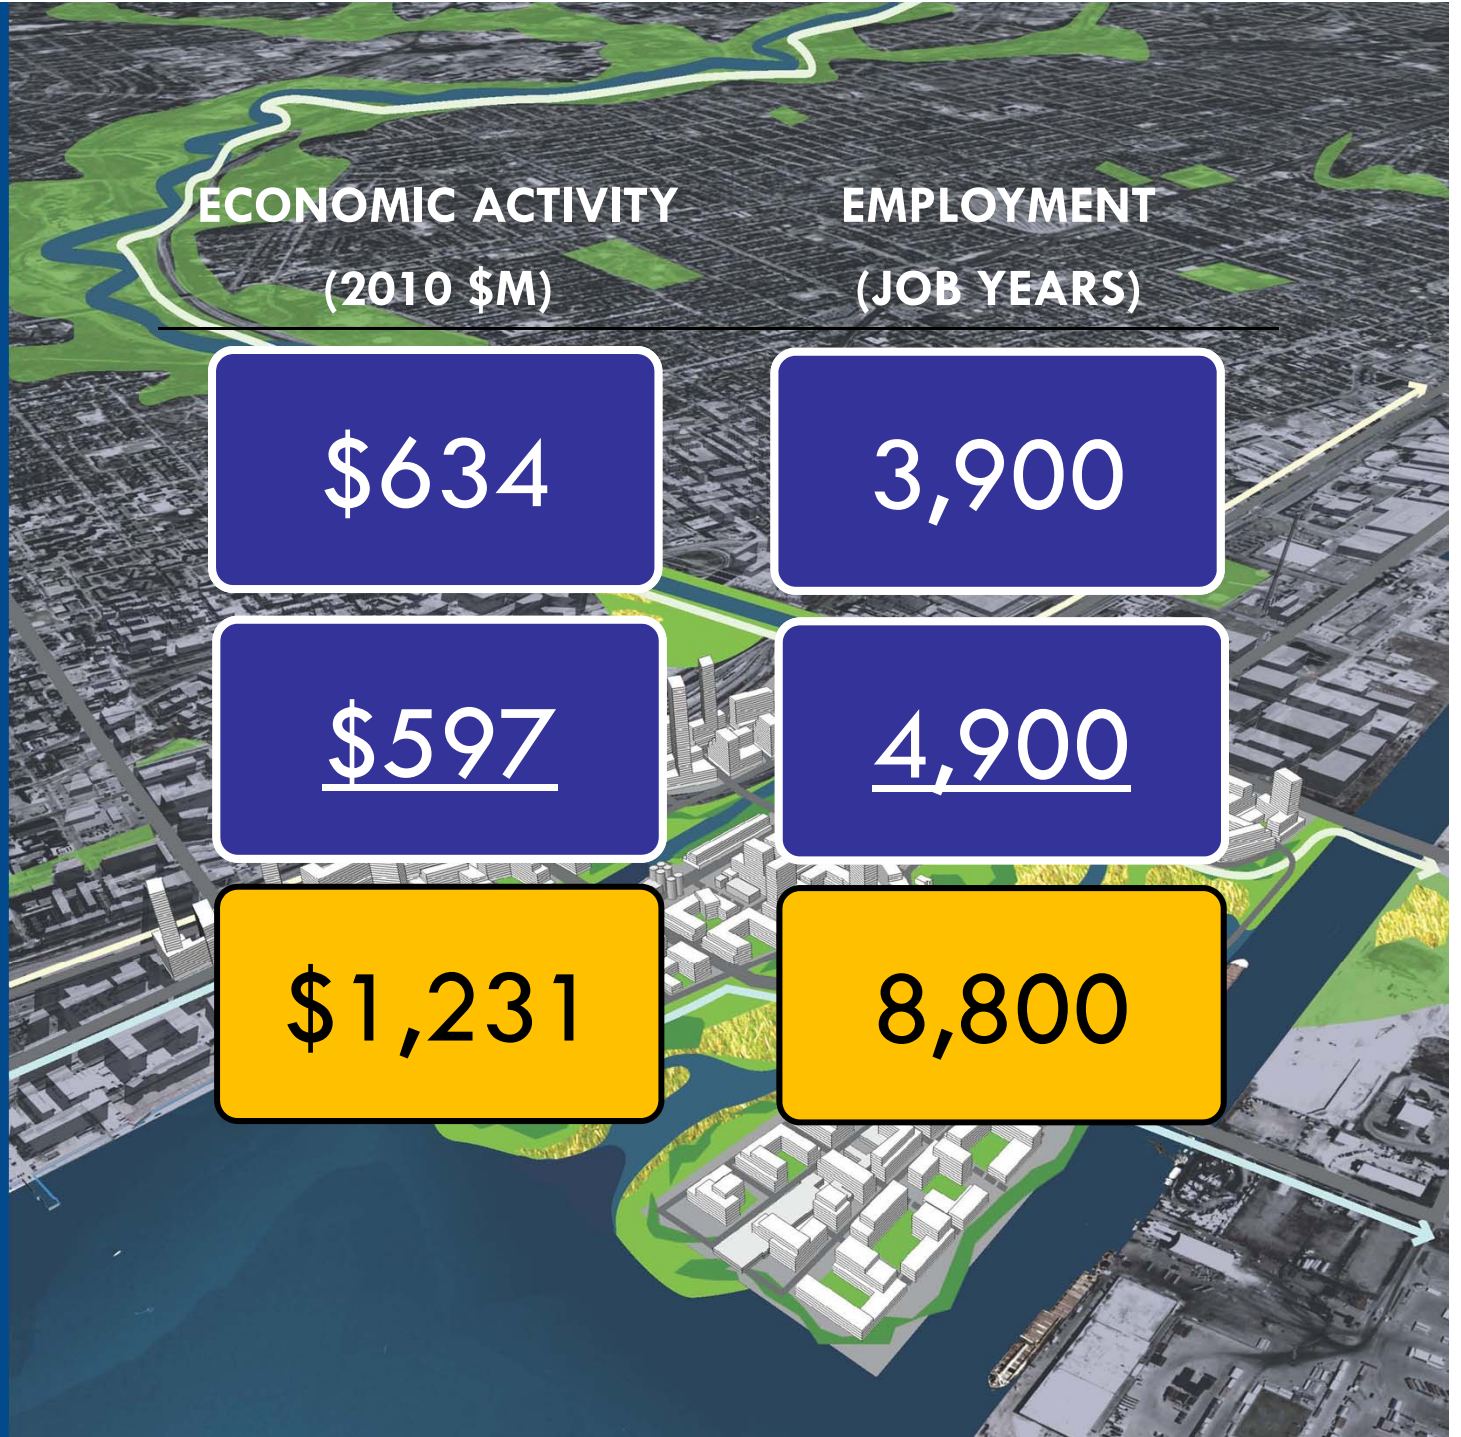 ECONOMIC ACTIVITY EMPLOYMENT
(2010 $M) (JOB YEARS)
$634 3,900
$597 4,900
$1,231 8,800